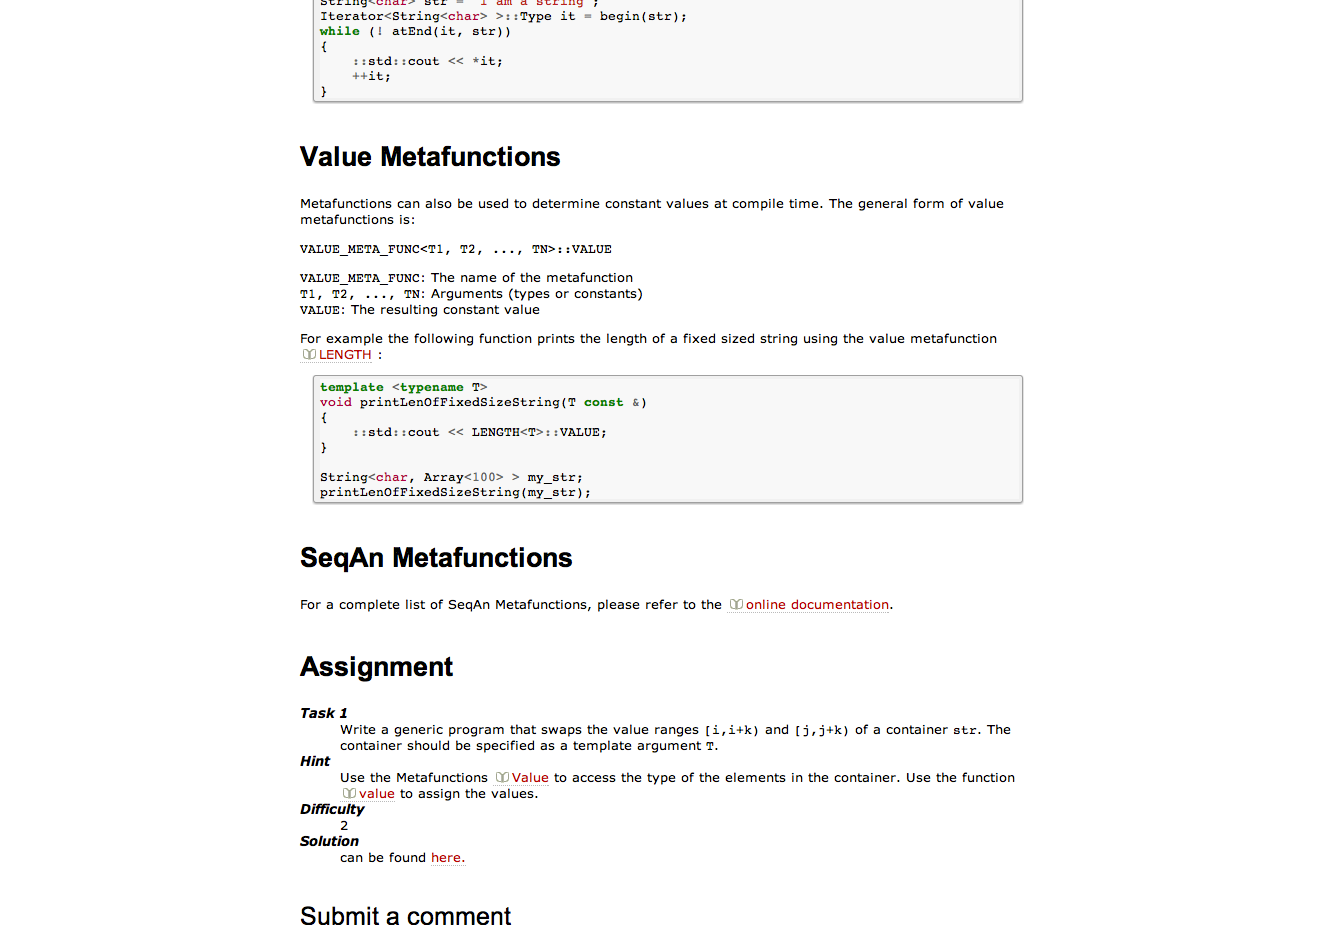 String<char> str = "I am a string";
Iterator<String<char> >::Type it = begin(str);
while (! atEnd(it, str))
{
    ::std::cout << *it;
    ++it;
}
Value Metafunctions
Metafunctions can also be used to determine constant values at compile time. The general form of value
metafunctions is:
VALUE_META_FUNC<T1, T2, ..., TN>::VALUE
VALUE_META_FUNC: The name of the metafunction
T1, T2, ..., TN: Arguments (types or constants)
VALUE: The resulting constant value
For example the following function prints the length of a fixed sized string using the value metafunction
LENGTH :
template <typename T>
void printLenOfFixedSizeString(T const &)
{
    ::std::cout << LENGTH<T>::VALUE;
}
String<char, Array<100> > my_str;
printLenOfFixedSizeString(my_str);
SeqAn Metafunctions
For a complete list of SeqAn Metafunctions, please refer to the online documentation.
Assignment
Task 1
Write a generic program that swaps the value ranges [i,i+k) and [j,j+k) of a container str. The
container should be specified as a template argument T.
Hint
Use the Metafunctions Value to access the type of the elements in the container. Use the function
value to assign the values.
Difficulty
2
Solution
can be found here.
Submit a comment